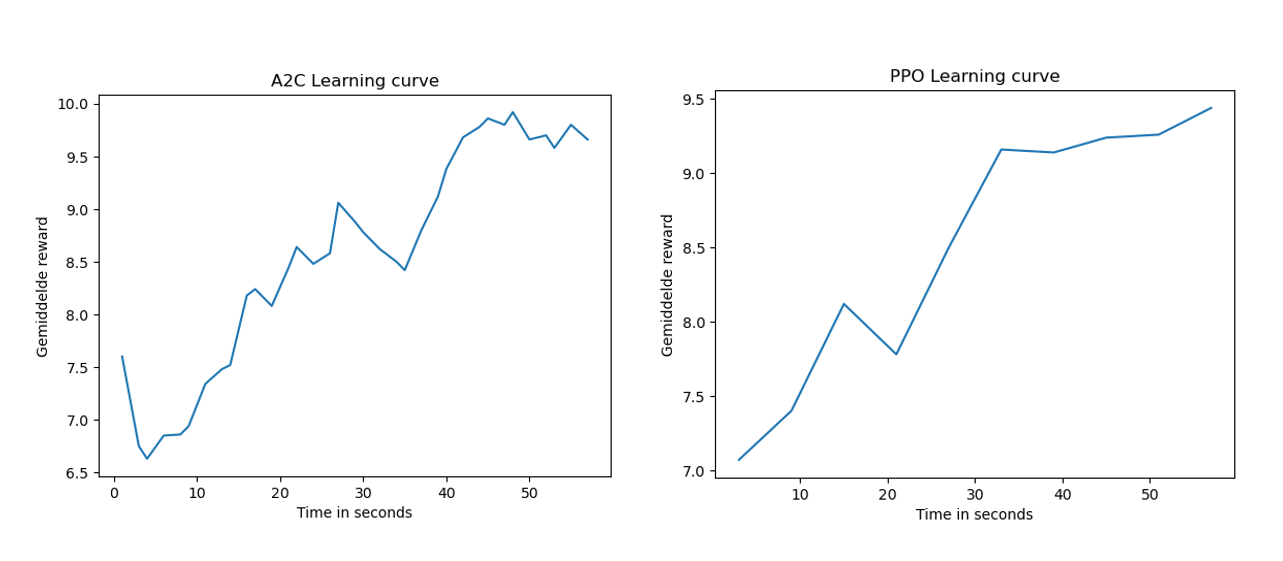 A2C Learning curve
10.0
9.5
9.0
8.5
8.0
7.5
7.0
6.5
Gemiddelde reward
0 10 20 30 40 50
Time in seconds
PPO Learning curve
9.5
9.0
8.5
8.0
7.5
7.0
Gemiddelde reward
10 20 30 40 50
Time in seconds